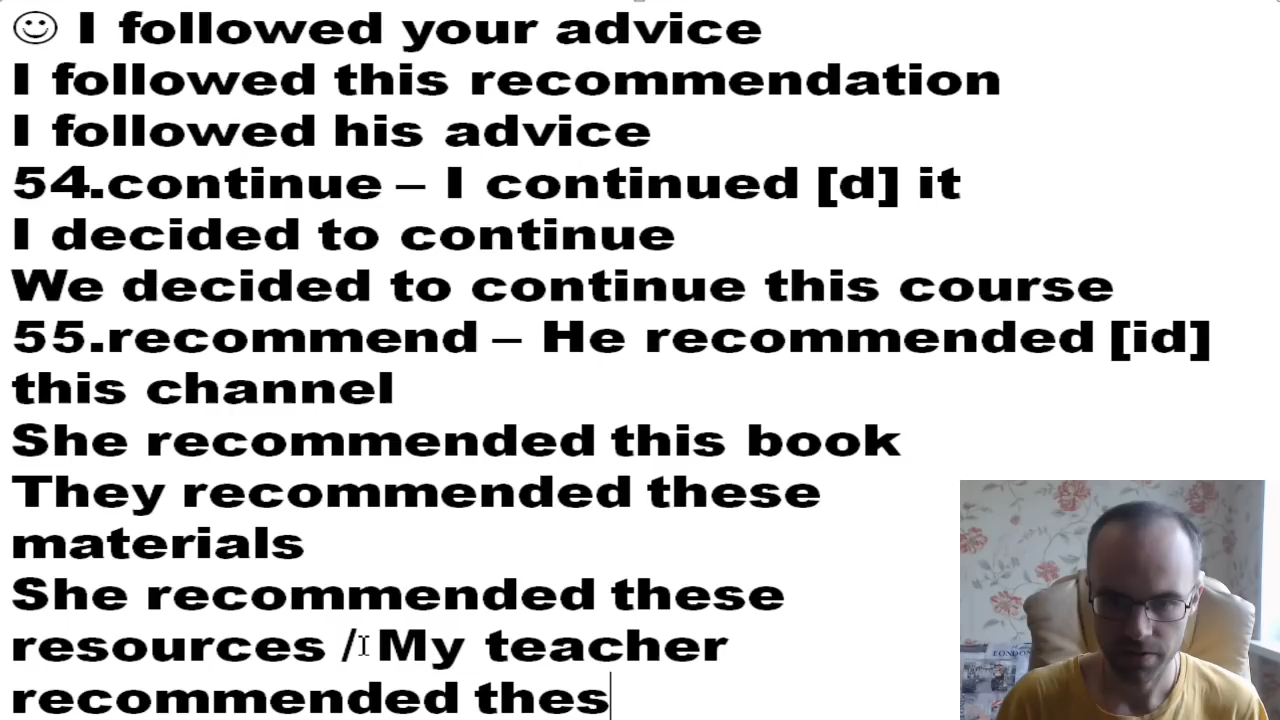 ☺ I followed your advice
I followed this recommendation
I followed his advice
54.continue – I continued [d] it
I decided to continue
We decided to continue this course
55.recommend – He recommended [id]
this channel
She recommended this book
They recommended these
materials
She recommended these
resources / My teacher
recommended thes
LONDON